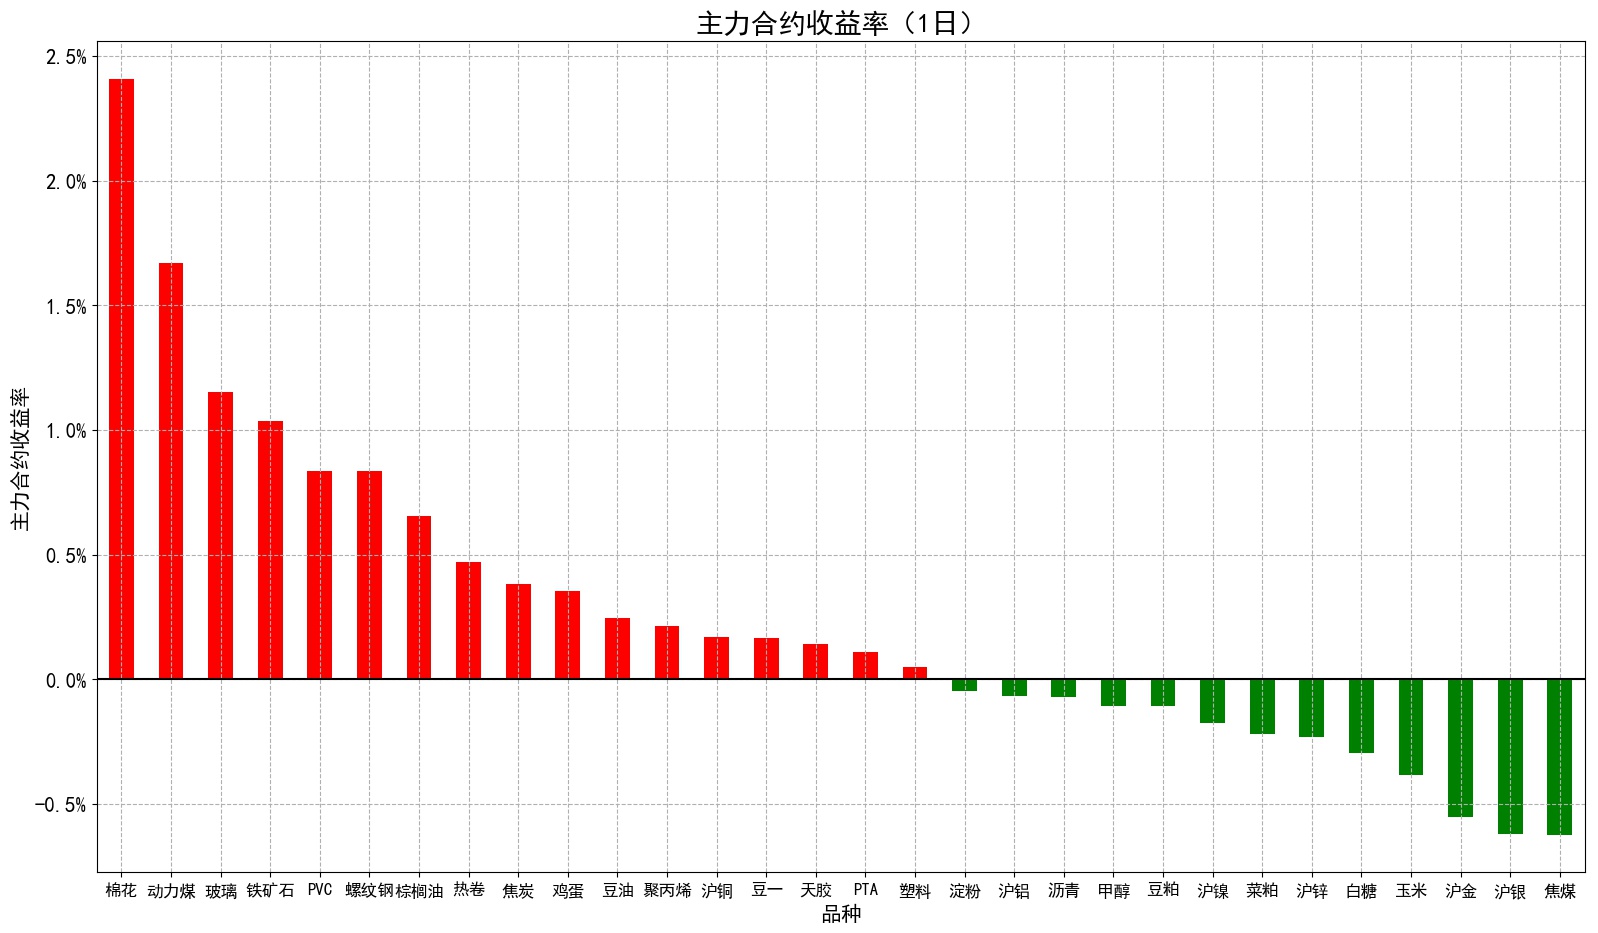 主力合约收益率（1日）
2.5%
2.0%
1.5%
1.0%
0.5%
0.0%
−0.5%
主力合约收益率
棉花 动力煤 玻璃 铁矿石 PVC 螺纹钢 棕榈油 热卷 焦炭 鸡蛋 豆油 聚丙烯 沪铜 豆一 天胶 PTA 塑料 淀粉 沪铝 沥青 甲醇 豆粕 沪镍 菜粕 沪锌 白糖 玉米 沪金 沪银 焦煤
品种